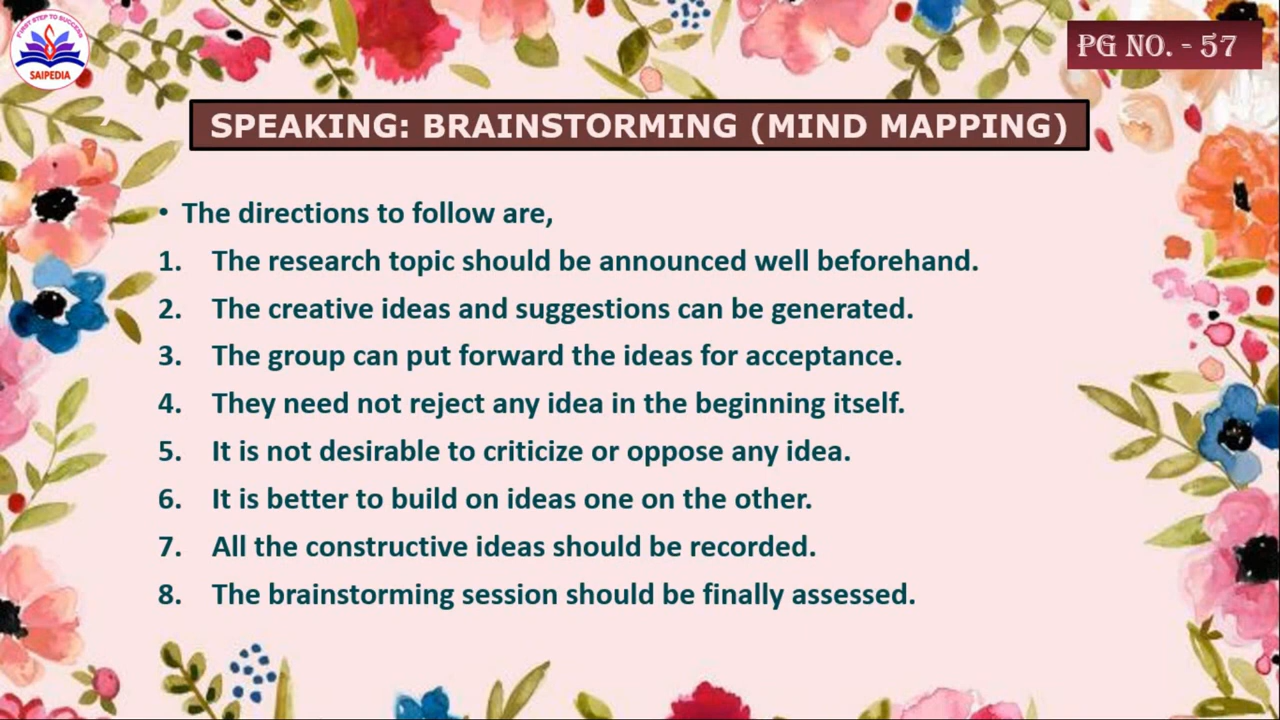 FIRST STEP TO SUCCESS
SAIPEDIA
PG NO. - 57
SPEAKING: BRAINSTORMING (MIND MAPPING)
• The directions to follow are,
1. The research topic should be announced well beforehand.
2. The creative ideas and suggestions can be generated.
3. The group can put forward the ideas for acceptance.
4. They need not reject any idea in the beginning itself.
5. It is not desirable to criticize or oppose any idea.
6. It is better to build on ideas one on the other.
7. All the constructive ideas should be recorded.
8. The brainstorming session should be finally assessed.